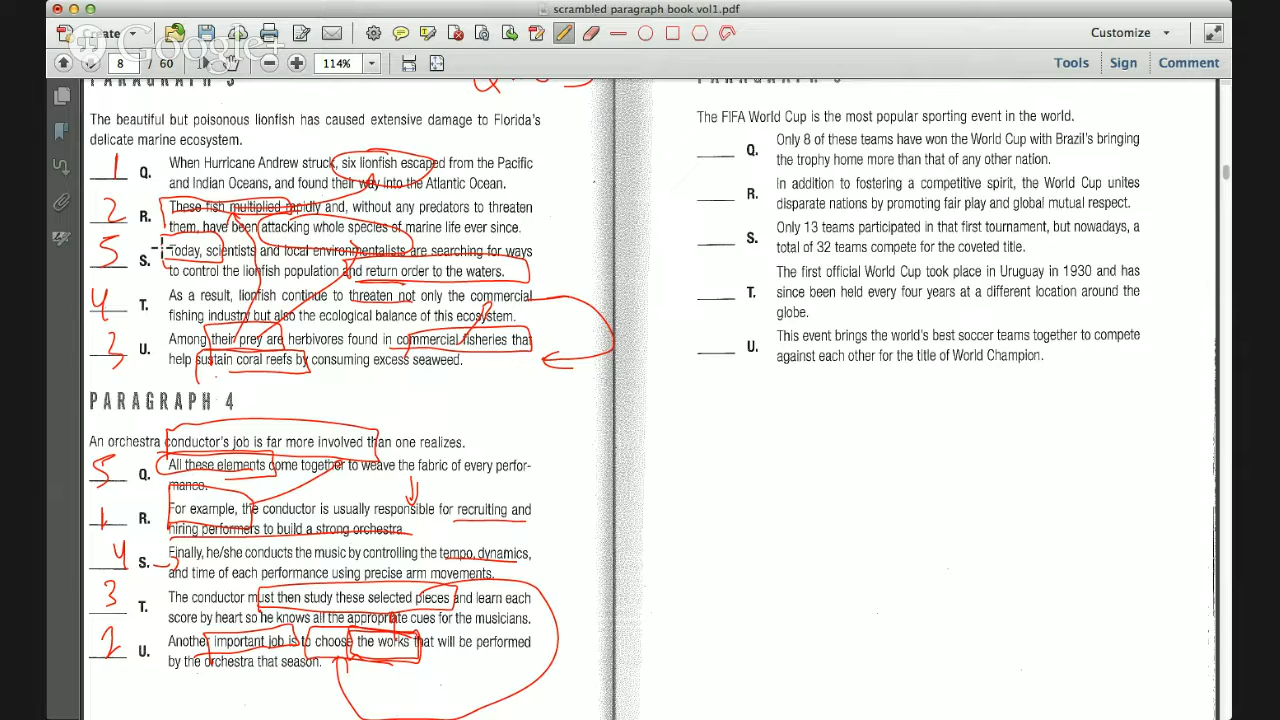 scrambled paragraph book vol1.pdf
Create
Customize
Google+
8 / 60
114%
Tools
Sign
Comment
PARAGRAPH 3
The beautiful but poisonous lionfish has caused extensive damage to Florida's
delicate marine ecosystem.
1 Q. When Hurricane Andrew struck, six lionfish escaped from the Pacific
and Indian Oceans, and found their way into the Atlantic Ocean.
2 R. These fish multiplied rapidly and, without any predators to threaten
them, have been attacking whole species of marine life ever since.
5 S. Today, scientists and local environmentalists are searching for ways
to control the lionfish population and return order to the waters.
4 T. As a result, lionfish continue to threaten not only the commercial
fishing industry but also the ecological balance of this ecosystem.
3 U. Among their prey are herbivores found in commercial fisheries that
help sustain coral reefs by consuming excess seaweed.
PARAGRAPH 4
An orchestra conductor's job is far more involved than one realizes.
5 Q. All these elements come together to weave the fabric of every perfor-
mance.
1 R. For example, the conductor is usually responsible for recruiting and
hiring performers to build a strong orchestra.
4 S. Finally, he/she conducts the music by controlling the tempo, dynamics,
and time of each performance using precise arm movements.
3 T. The conductor must then study these selected pieces and learn each
score by heart so he knows all the appropriate cues for the musicians.
2 U. Another important job is to choose the works that will be performed
by the orchestra that season.
The FIFA World Cup is the most popular sporting event in the world.
Q. Only 8 of these teams have won the World Cup with Brazil's bringing
the trophy home more than that of any other nation.
R. In addition to fostering a competitive spirit, the World Cup unites
disparate nations by promoting fair play and global mutual respect.
S. Only 13 teams participated in that first tournament, but nowadays, a
total of 32 teams compete for the coveted title.
T. The first official World Cup took place in Uruguay in 1930 and has
since been held every four years at a different location around the
globe.
U. This event brings the world's best soccer teams together to compete
against each other for the title of World Champion.